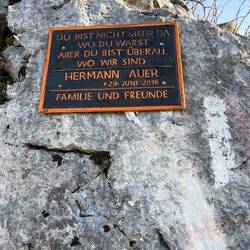 DU BIST NICHT MEHR DA
WO DU WARST
ABER DU BIST ÜBERALL
WO WIR SIND
HERMANN AUER
†29. JUNI 2016
FAMILIE UND FREUNDE